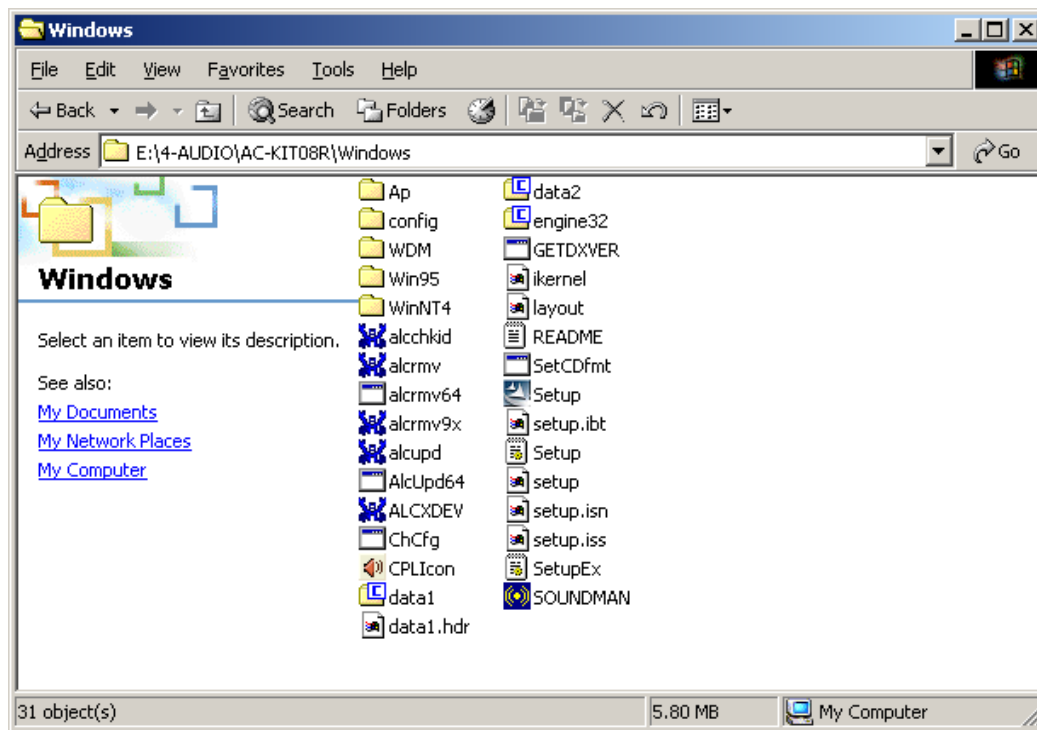 Windows
File Edit View Favorites Tools Help
Back Search Folders
Address E:\4-AUDIO\AC-KIT08R\Windows Go
Windows
Select an item to view its description.
See also:
My Documents
My Network Places
My Computer
Ap
config
WDM
Win95
WinNT4
alcchkid
alcrmv
alcrmv64
alcrmv9x
alcupd
AlcUpd64
ALCXDEV
ChCfg
CPLIcon
data1
data1.hdr
data2
engine32
GETDXVER
ikernel
layout
README
SetCDfmt
Setup
setup.ibt
Setup
setup
setup.isn
setup.iss
SetupEx
SOUNDMAN
31 object(s) 5.80 MB My Computer